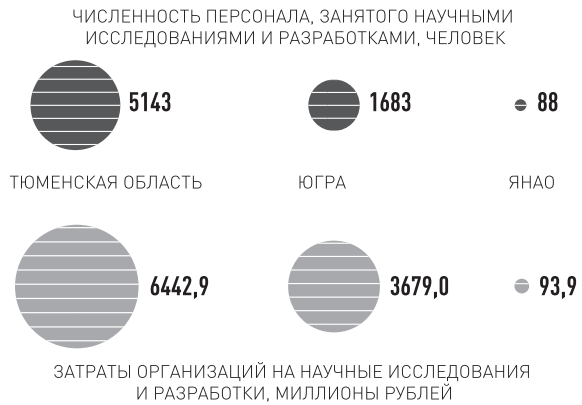 ЧИСЛЕННОСТЬ ПЕРСОНАЛА, ЗАНЯТОГО НАУЧНЫМИ
ИССЛЕДОВАНИЯМИ И РАЗРАБОТКАМИ, ЧЕЛОВЕК
5143 1683 88
ТЮМЕНСКАЯ ОБЛАСТЬ ЮГРА ЯНАО
6442,9 3679,0 93,9
ЗАТРАТЫ ОРГАНИЗАЦИЙ НА НАУЧНЫЕ ИССЛЕДОВАНИЯ
И РАЗРАБОТКИ, МИЛЛИОНЫ РУБЛЕЙ